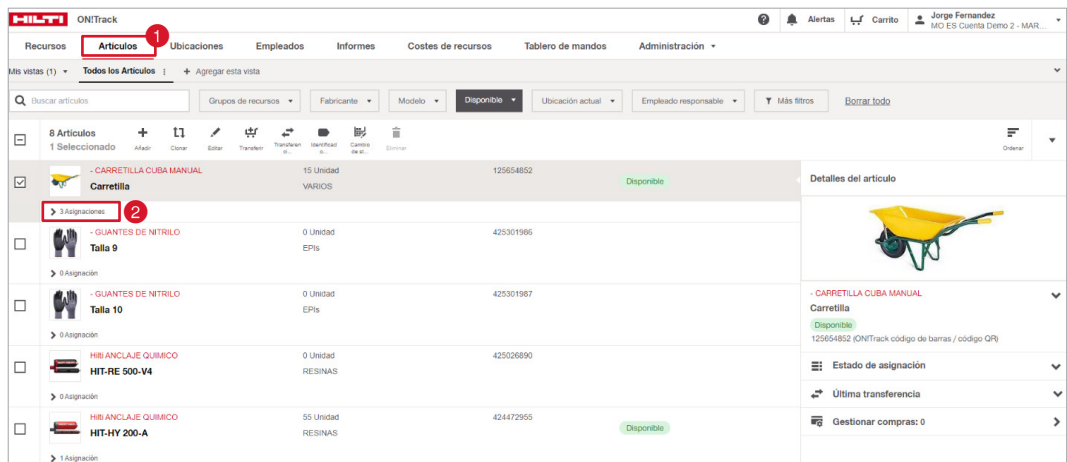 HILTI ON!Track
Alertas Carrito Jorge Fernandez
MO ES Cuenta Demo 2 - MAR...
1
Recursos Artículos Ubicaciones Empleados Informes Costes de recursos Tablero de mandos Administración
Mis vistas (1) Todos los Artículos + Agregar esta vista
Buscar artículos Grupos de recursos Fabricante Modelo Disponible Ubicación actual Empleado responsable Más filtros Borrar todo
8 Artículos
1 Seleccionado
Añadir Clonar Editar Transferir Transferen o... Identificad o... Cambio de al... Eliminar Ordenar
- CARRETILLA CUBA MANUAL 15 Unidad 125654852
Carretilla VARIOS Disponible
3 Asignaciones 2
- GUANTES DE NITRILO 0 Unidad 425301986
Talla 9 EPIs
0 Asignación
- GUANTES DE NITRILO 0 Unidad 425301987
Talla 10 EPIs
0 Asignación
Hilti ANCLAJE QUIMICO 0 Unidad 425026890
HIT-RE 500-V4 RESINAS
0 Asignación
Hilti ANCLAJE QUIMICO 55 Unidad 424472955
HIT-HY 200-A RESINAS Disponible
1 Asignación
Detalles del artículo
- CARRETILLA CUBA MANUAL
Carretilla
Disponible
125654852 (ON!Track código de barras / código QR)
Estado de asignación
Última transferencia
Gestionar compras: 0